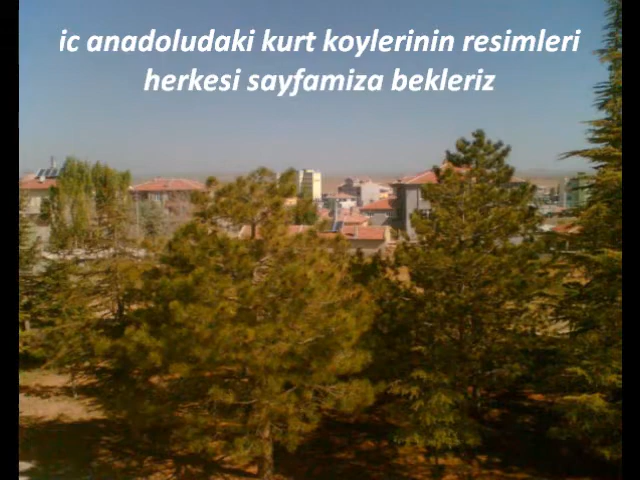 ic anadoludaki kurt koylerinin resimleri
herkesi sayfamiza bekleriz